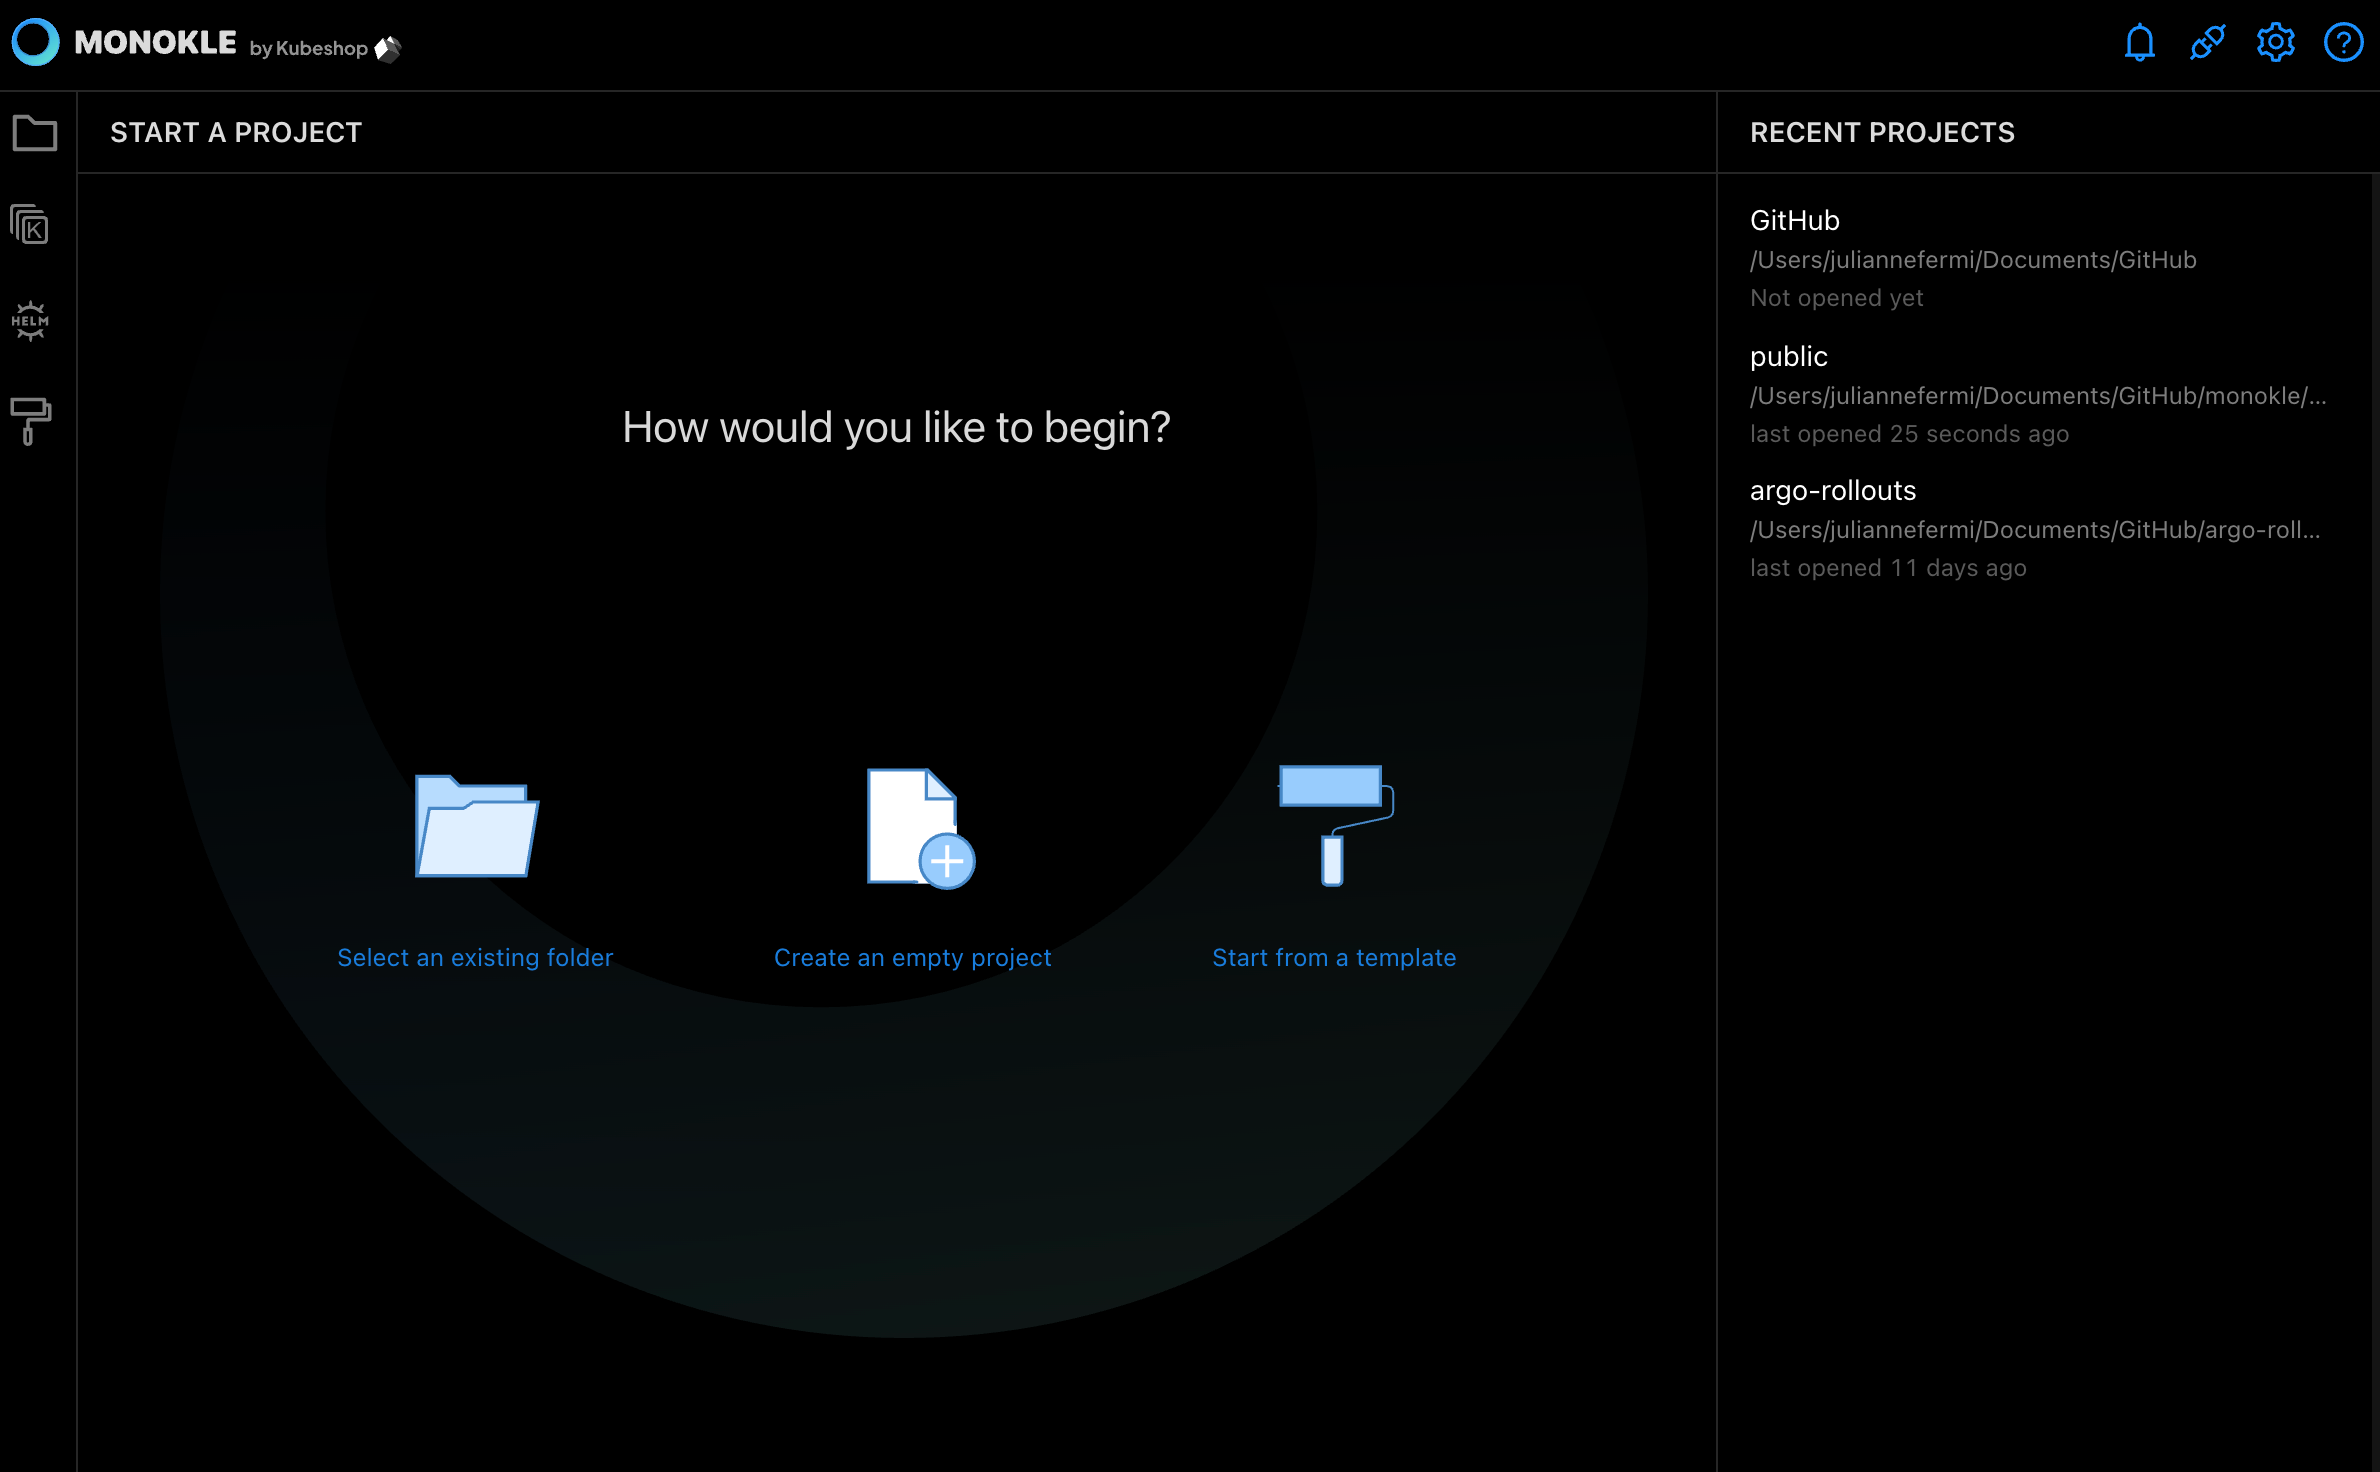 MONOKLE by Kubeshop
START A PROJECT
RECENT PROJECTS
K
HELM
How would you like to begin?
Select an existing folder
Create an empty project
Start from a template
GitHub
/Users/juliannefermi/Documents/GitHub
Not opened yet
public
/Users/juliannefermi/Documents/GitHub/monokle/...
last opened 25 seconds ago
argo-rollouts
/Users/juliannefermi/Documents/GitHub/argo-roll...
last opened 11 days ago